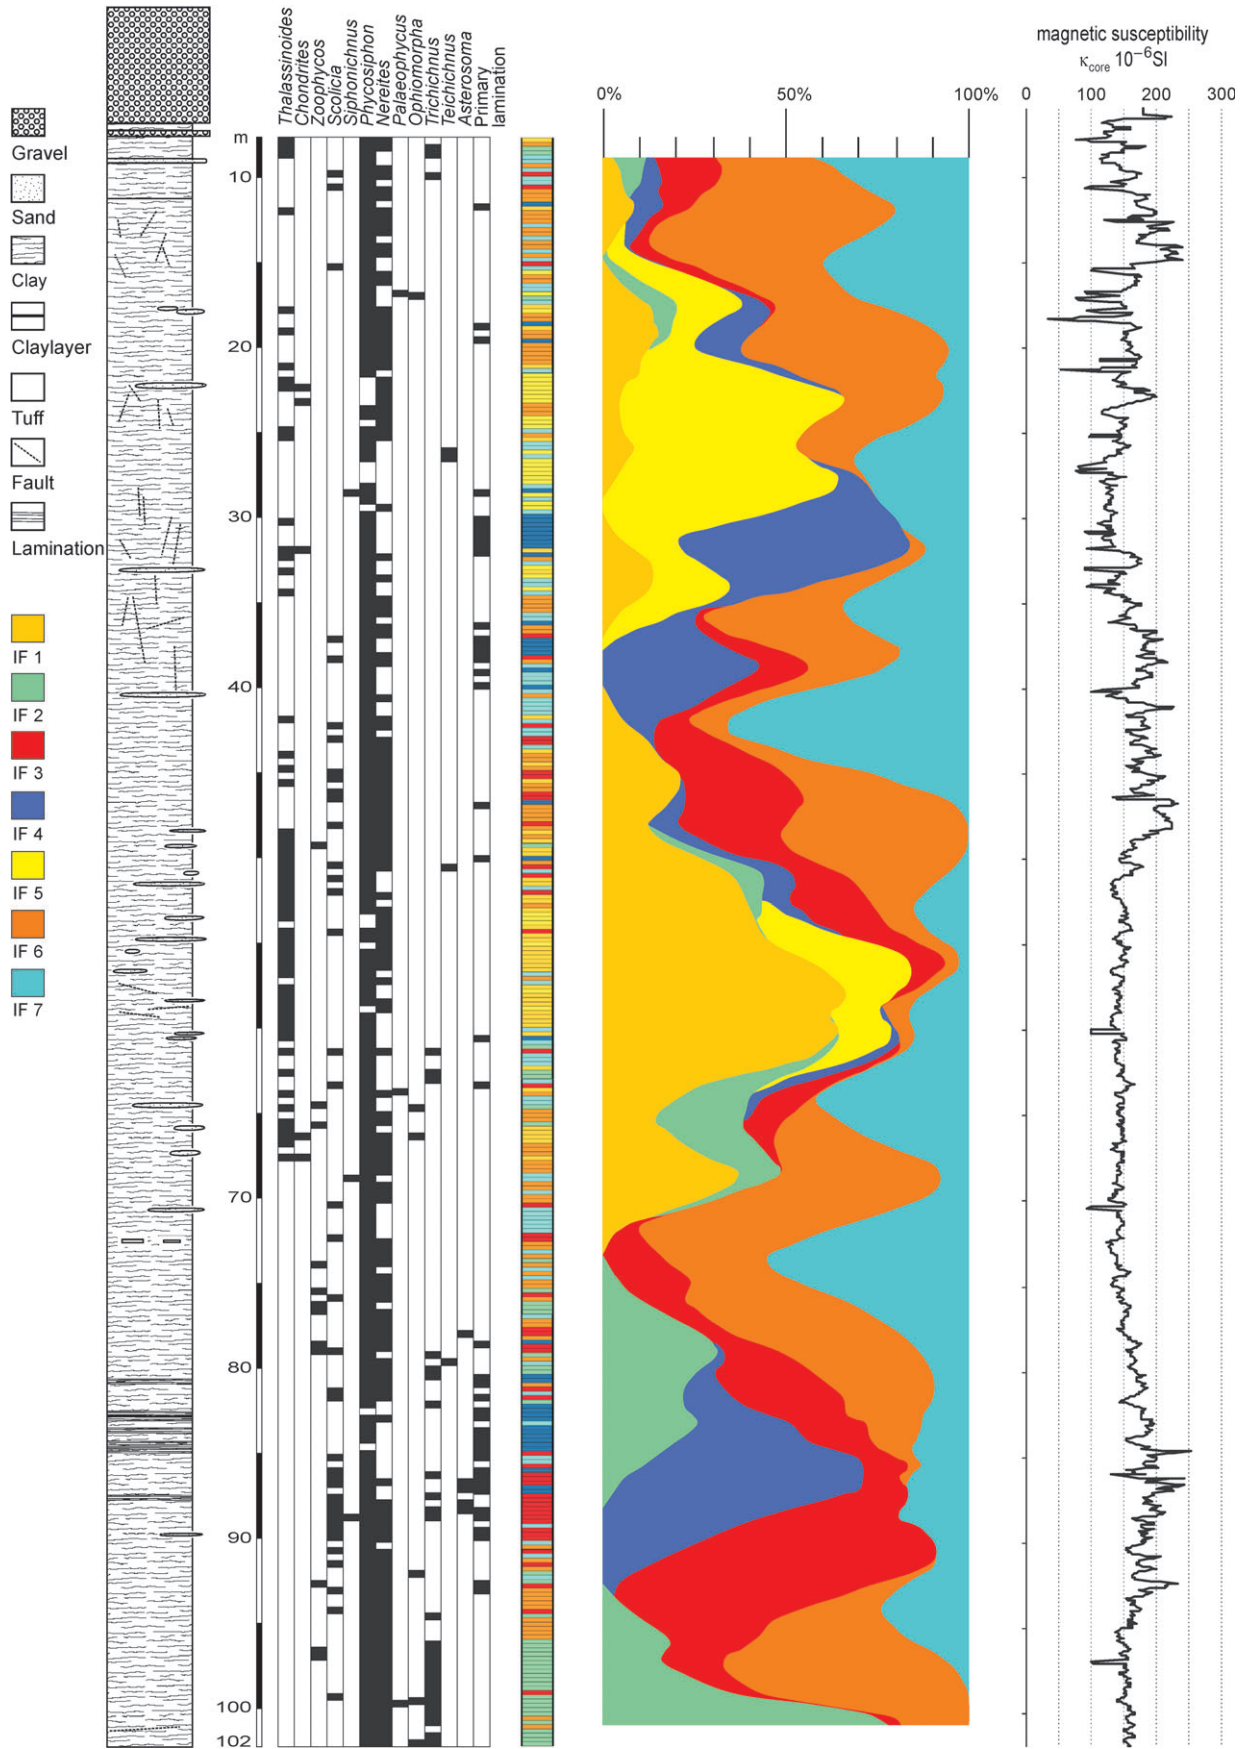 Thalassinoides
Chondrites
Zoophycos
Scolicia
Siphonichnus
Phycosiphon
Nereites
Palaeophycus
Ophiomorpha
Trichichnus
Teichichnus
Asterosoma
Primary
lamination
magnetic susceptibility
κcore 10⁻⁶SI
0% 50% 100%
0 100 200 300
m
10
20
30
40
70
80
90
100
102
Gravel
Sand
Clay
Claylayer
Tuff
Fault
Lamination
IF 1
IF 2
IF 3
IF 4
IF 5
IF 6
IF 7